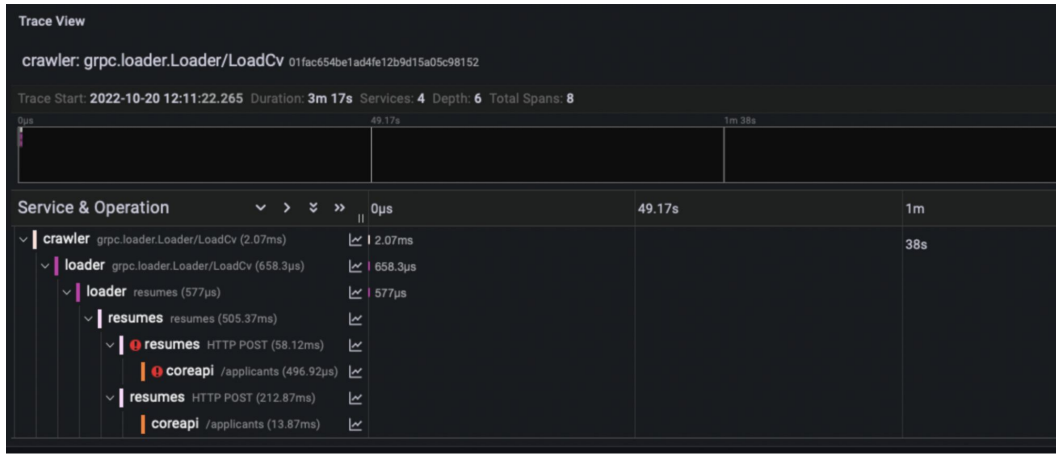 Trace View
crawler: grpc.loader.Loader/LoadCv 01fac654be1ad4fe12b9d15a05c98152
Trace Start: 2022-10-20 12:11:22.265 Duration: 3m 17s Services: 4 Depth: 6 Total Spans: 8
0μs 49.17s 1m 38s
Service & Operation 0μs 49.17s 1m
38s
crawler grpc.loader.Loader/LoadCv (2.07ms) 2.07ms
loader grpc.loader.Loader/LoadCv (658.3μs) 658.3μs
loader resumes (577μs) 577μs
resumes resumes (505.37ms)
resumes HTTP POST (58.12ms)
coreapi /applicants (496.92μs)
resumes HTTP POST (212.87ms)
coreapi /applicants (13.87ms)